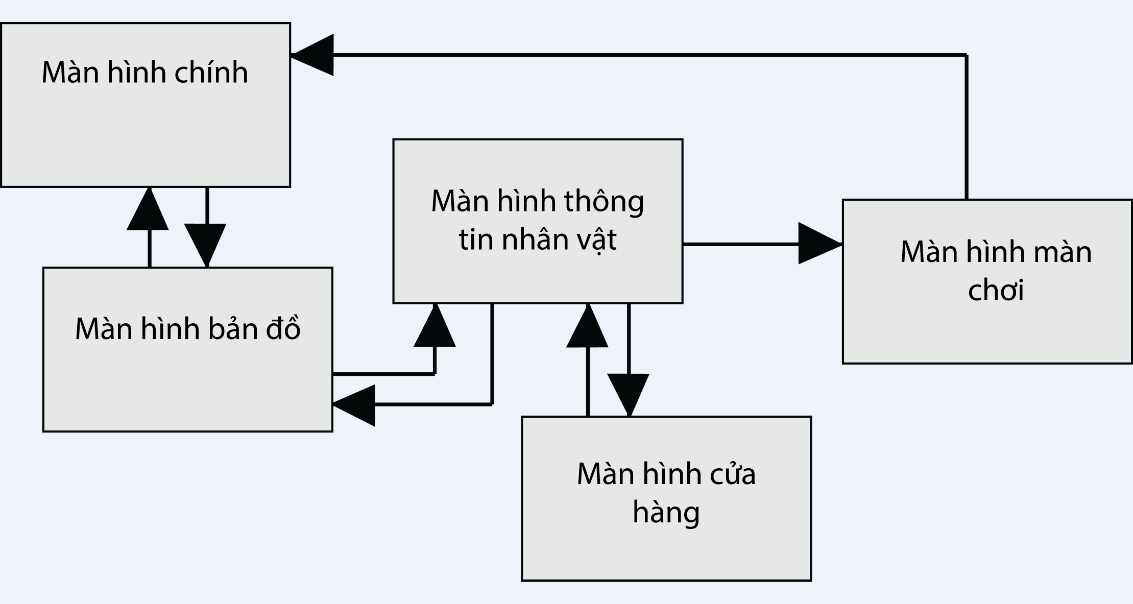 Màn hình chính
Màn hình thông
tin nhân vật
Màn hình màn
chơi
Màn hình bản đồ
Màn hình cửa
hàng